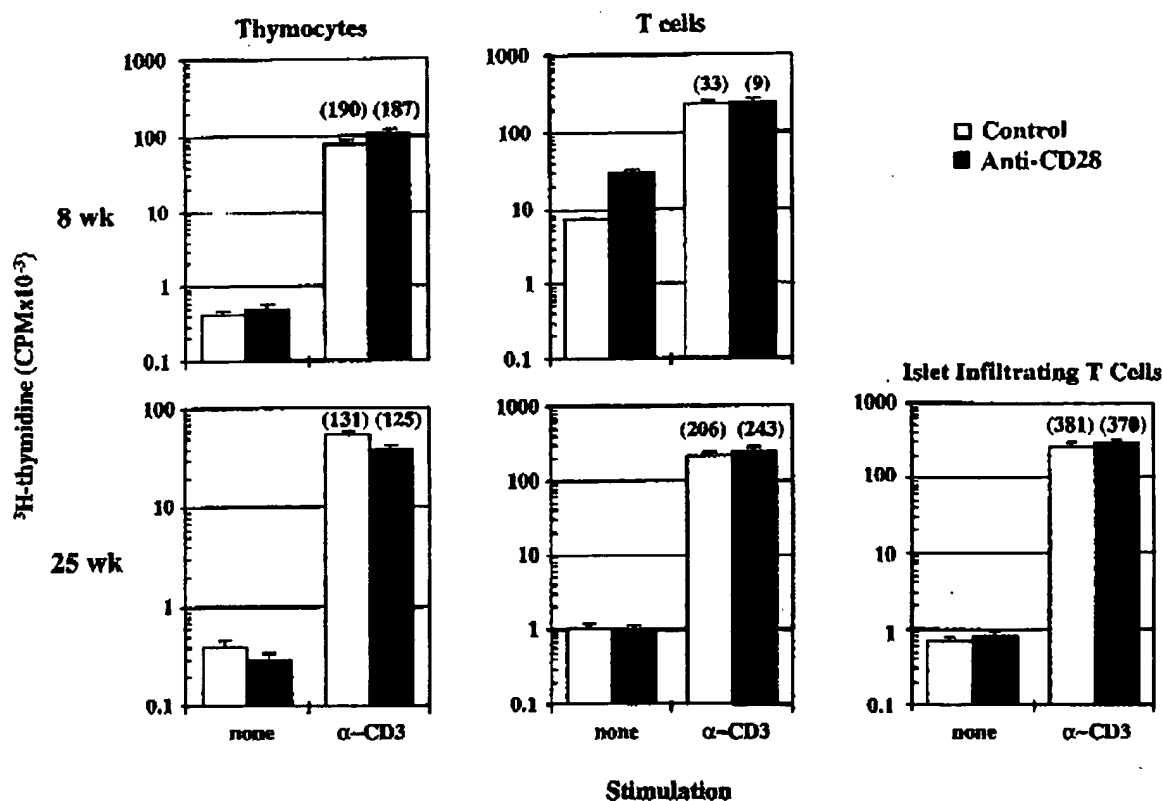 Thymocytes
T cells
1000
100
10
1
0.1
(190) (187)
1000
100
10
1
0.1
(33) (9)
Control
Anti-CD28
8 wk
³H-thymidine (CPMx10⁻³)
25 wk
100
10
1
0.1
(131) (125)
none
α-CD3
1000
100
10
1
0.1
(206) (243)
none
α-CD3
Islet Infiltrating T Cells
1000
100
10
1
0.1
(381) (370)
none
α-CD3
Stimulation